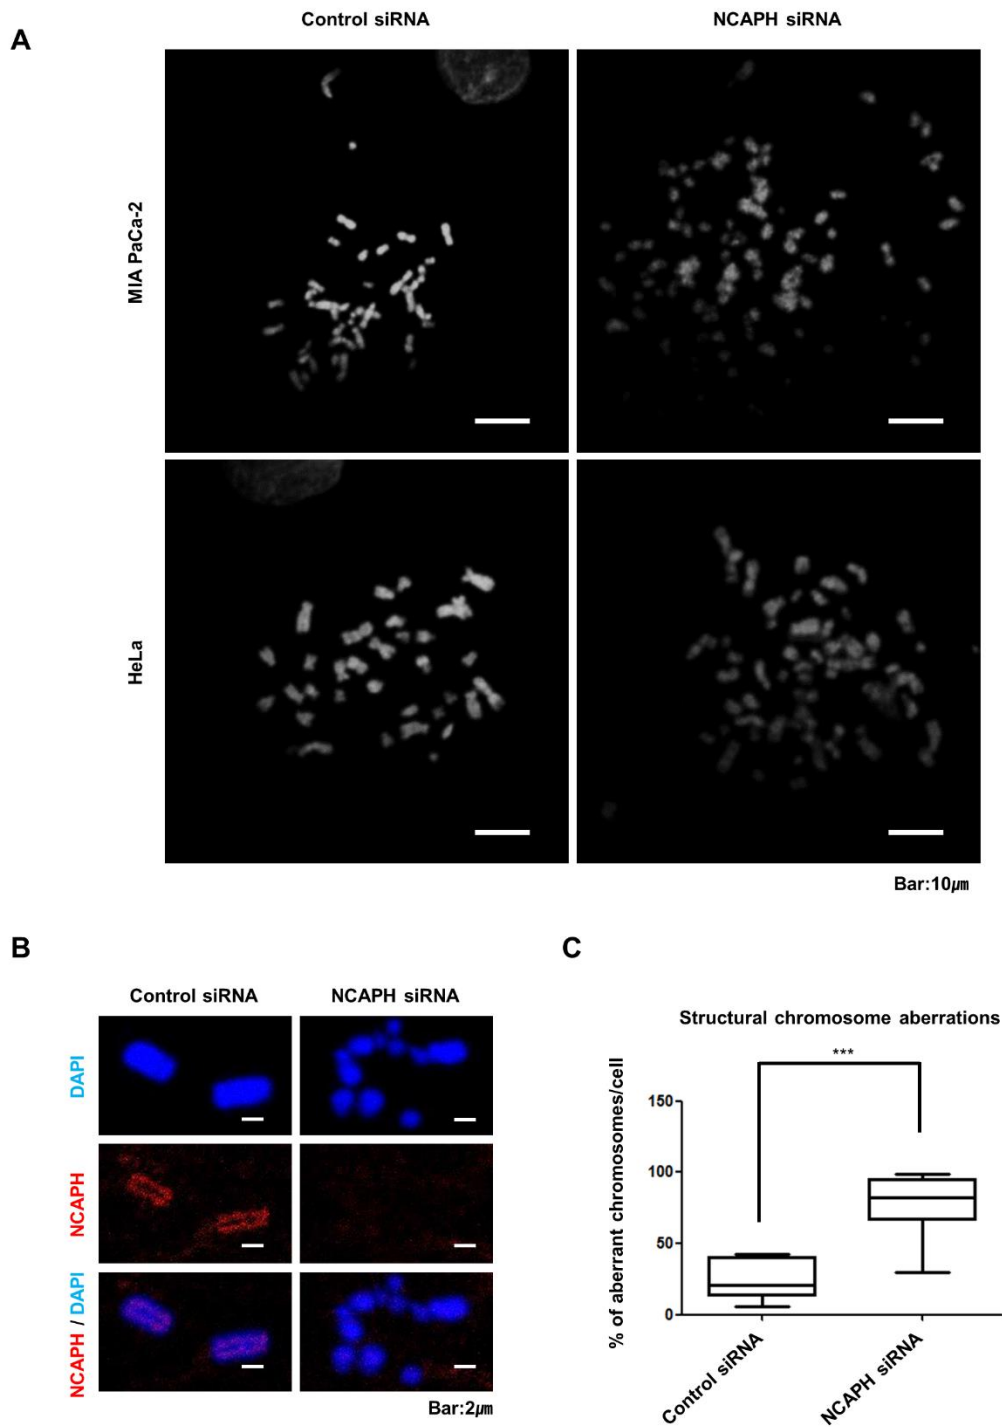 Control siRNA
NCAPH siRNA
A
MIA PaCa-2
HeLa
Bar:10㎛
B
Control siRNA
NCAPH siRNA
DAPI
NCAPH
NCAPH / DAPI
Bar:2㎛
C
Structural chromosome aberrations
***
% of aberrant chromosomes/cell
150
100
50
0
Control siRNA
NCAPH siRNA